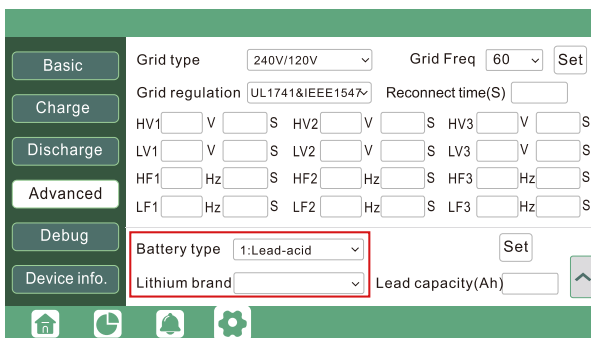 Basic
Charge
Discharge
Advanced
Debug
Device info.
Grid type 240V/120V Grid Freq 60 Set
Grid regulation UL1741&IEEE1547 Reconnect time(S)
HV1 V S HV2 V S HV3 V S
LV1 V S LV2 V S LV3 V S
HF1 Hz S HF2 Hz S HF3 Hz S
LF1 Hz S LF2 Hz S LF3 Hz S
Battery type 1:Lead-acid Set
Lithium brand Lead capacity(Ah)